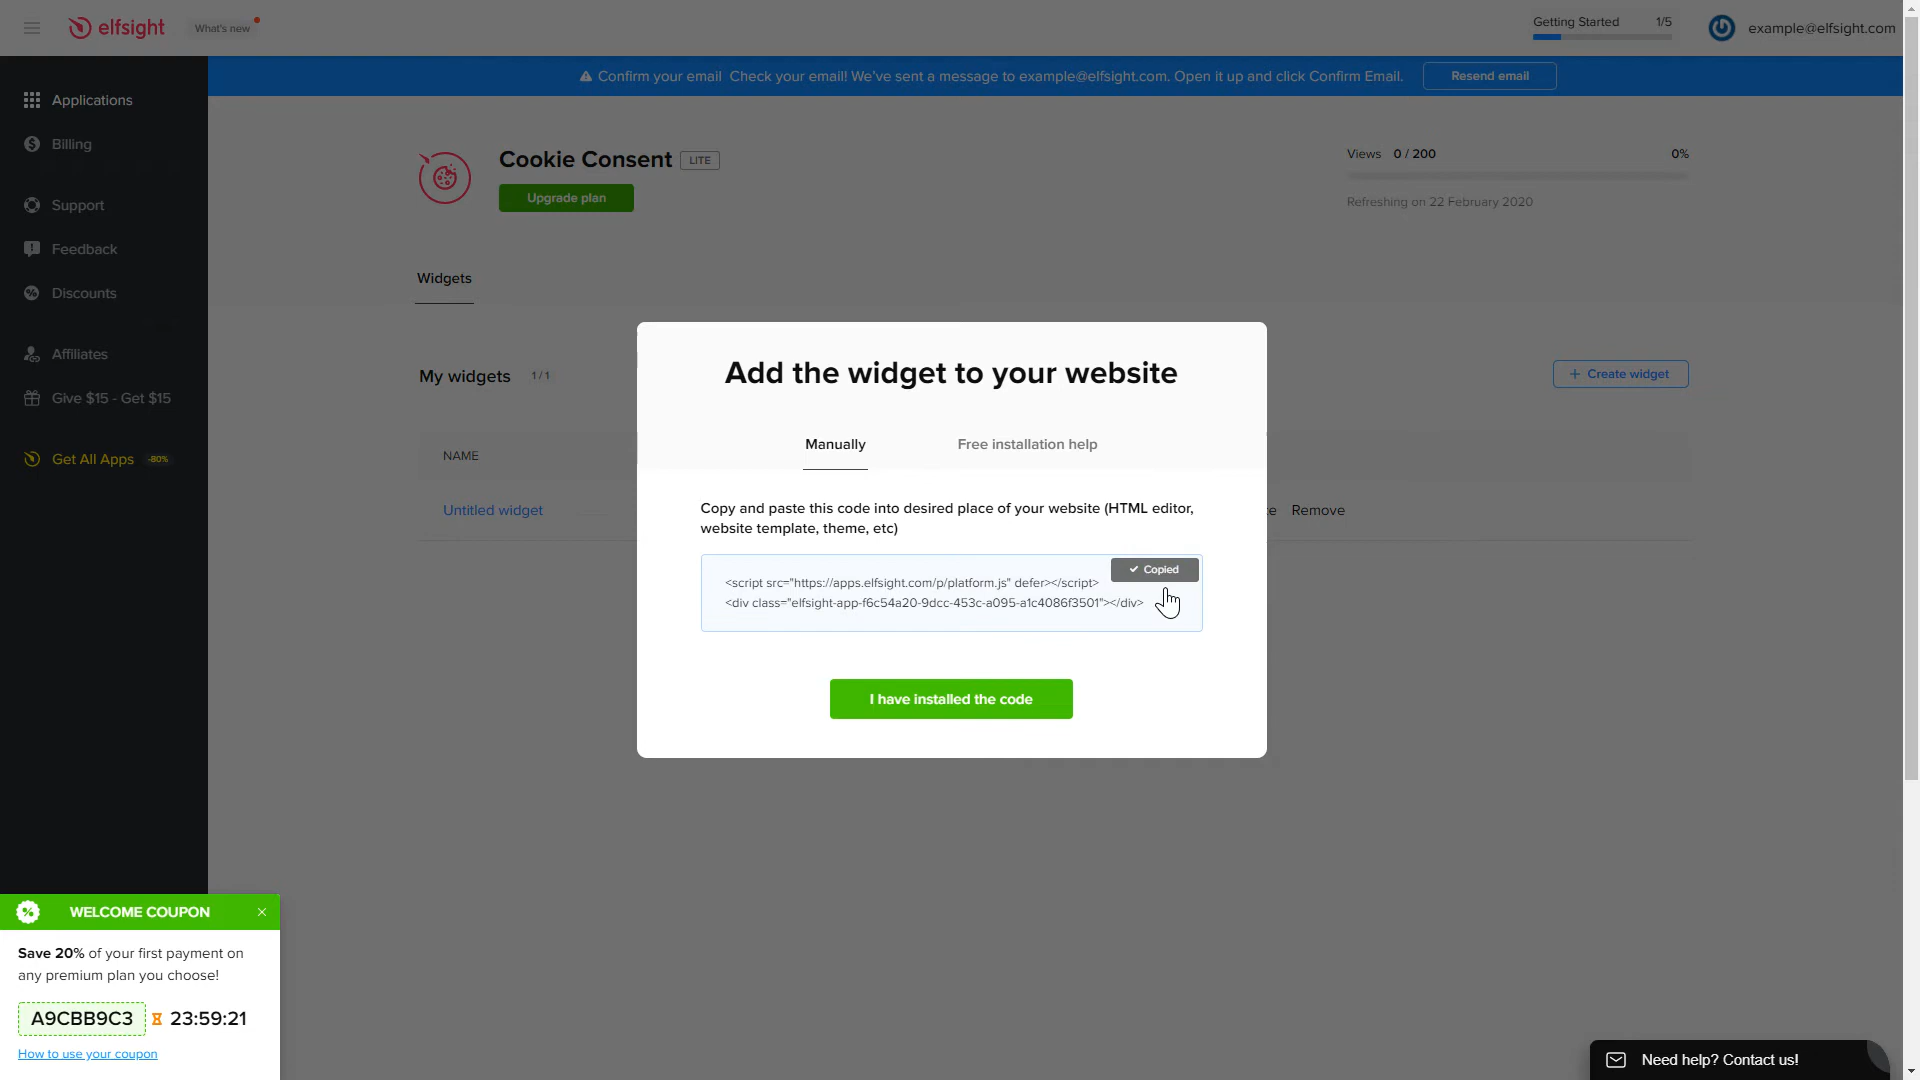 elfsight
What's new
Getting Started 1/5
example@elfsight.com
Confirm your email Check your email! We've sent a message to example@elfsight.com. Open it up and click Confirm Email.
Resend email
Applications
Billing
Support
Feedback
Discounts
Affiliates
Give $15 - Get $15
Get All Apps -80%
Cookie Consent LITE
Upgrade plan
Views 0 / 200 0%
Refreshing on 22 February 2020
Widgets
My widgets 1 / 1
+ Create widget
NAME
Untitled widget
te Remove
Add the widget to your website
Manually
Free installation help
Copy and paste this code into desired place of your website (HTML editor,
website template, theme, etc)
Copied
<script src="https://apps.elfsight.com/p/platform.js" defer></script>
<div class="elfsight-app-f6c54a20-9dcc-453c-a095-a1c4086f3501"></div>
I have installed the code
WELCOME COUPON
Save 20% of your first payment on
any premium plan you choose!
A9CBB9C3 23:59:21
How to use your coupon
Need help? Contact us!